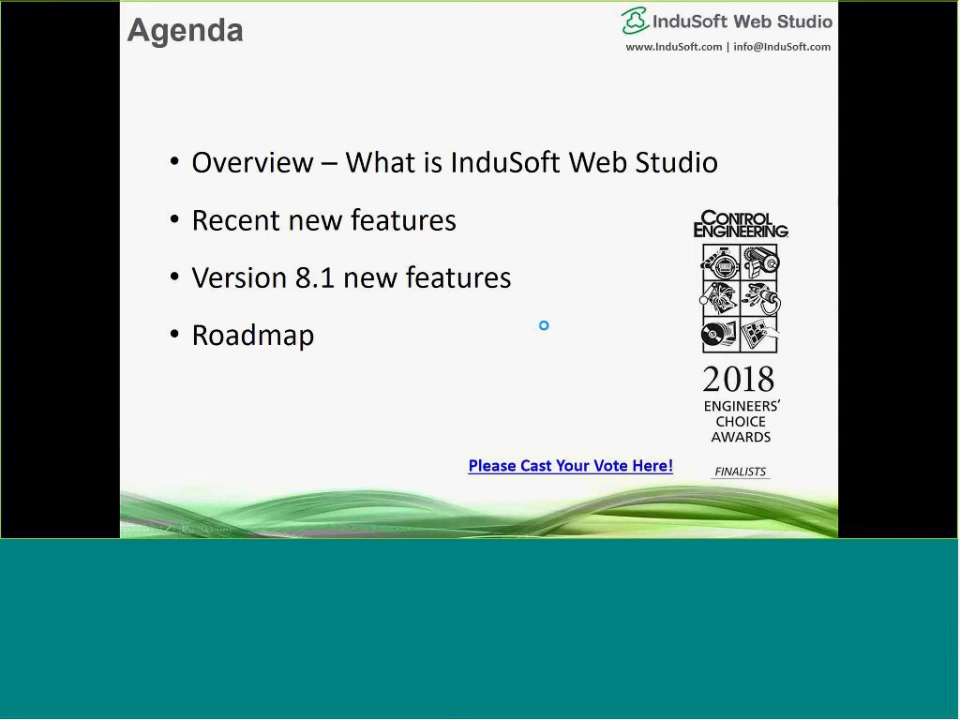 Agenda
InduSoft Web Studio
www.InduSoft.com | info@InduSoft.com
• Overview – What is InduSoft Web Studio
• Recent new features
• Version 8.1 new features
• Roadmap
CONTROL
ENGINEERING
2018
ENGINEERS'
CHOICE
AWARDS
FINALISTS
Please Cast Your Vote Here!